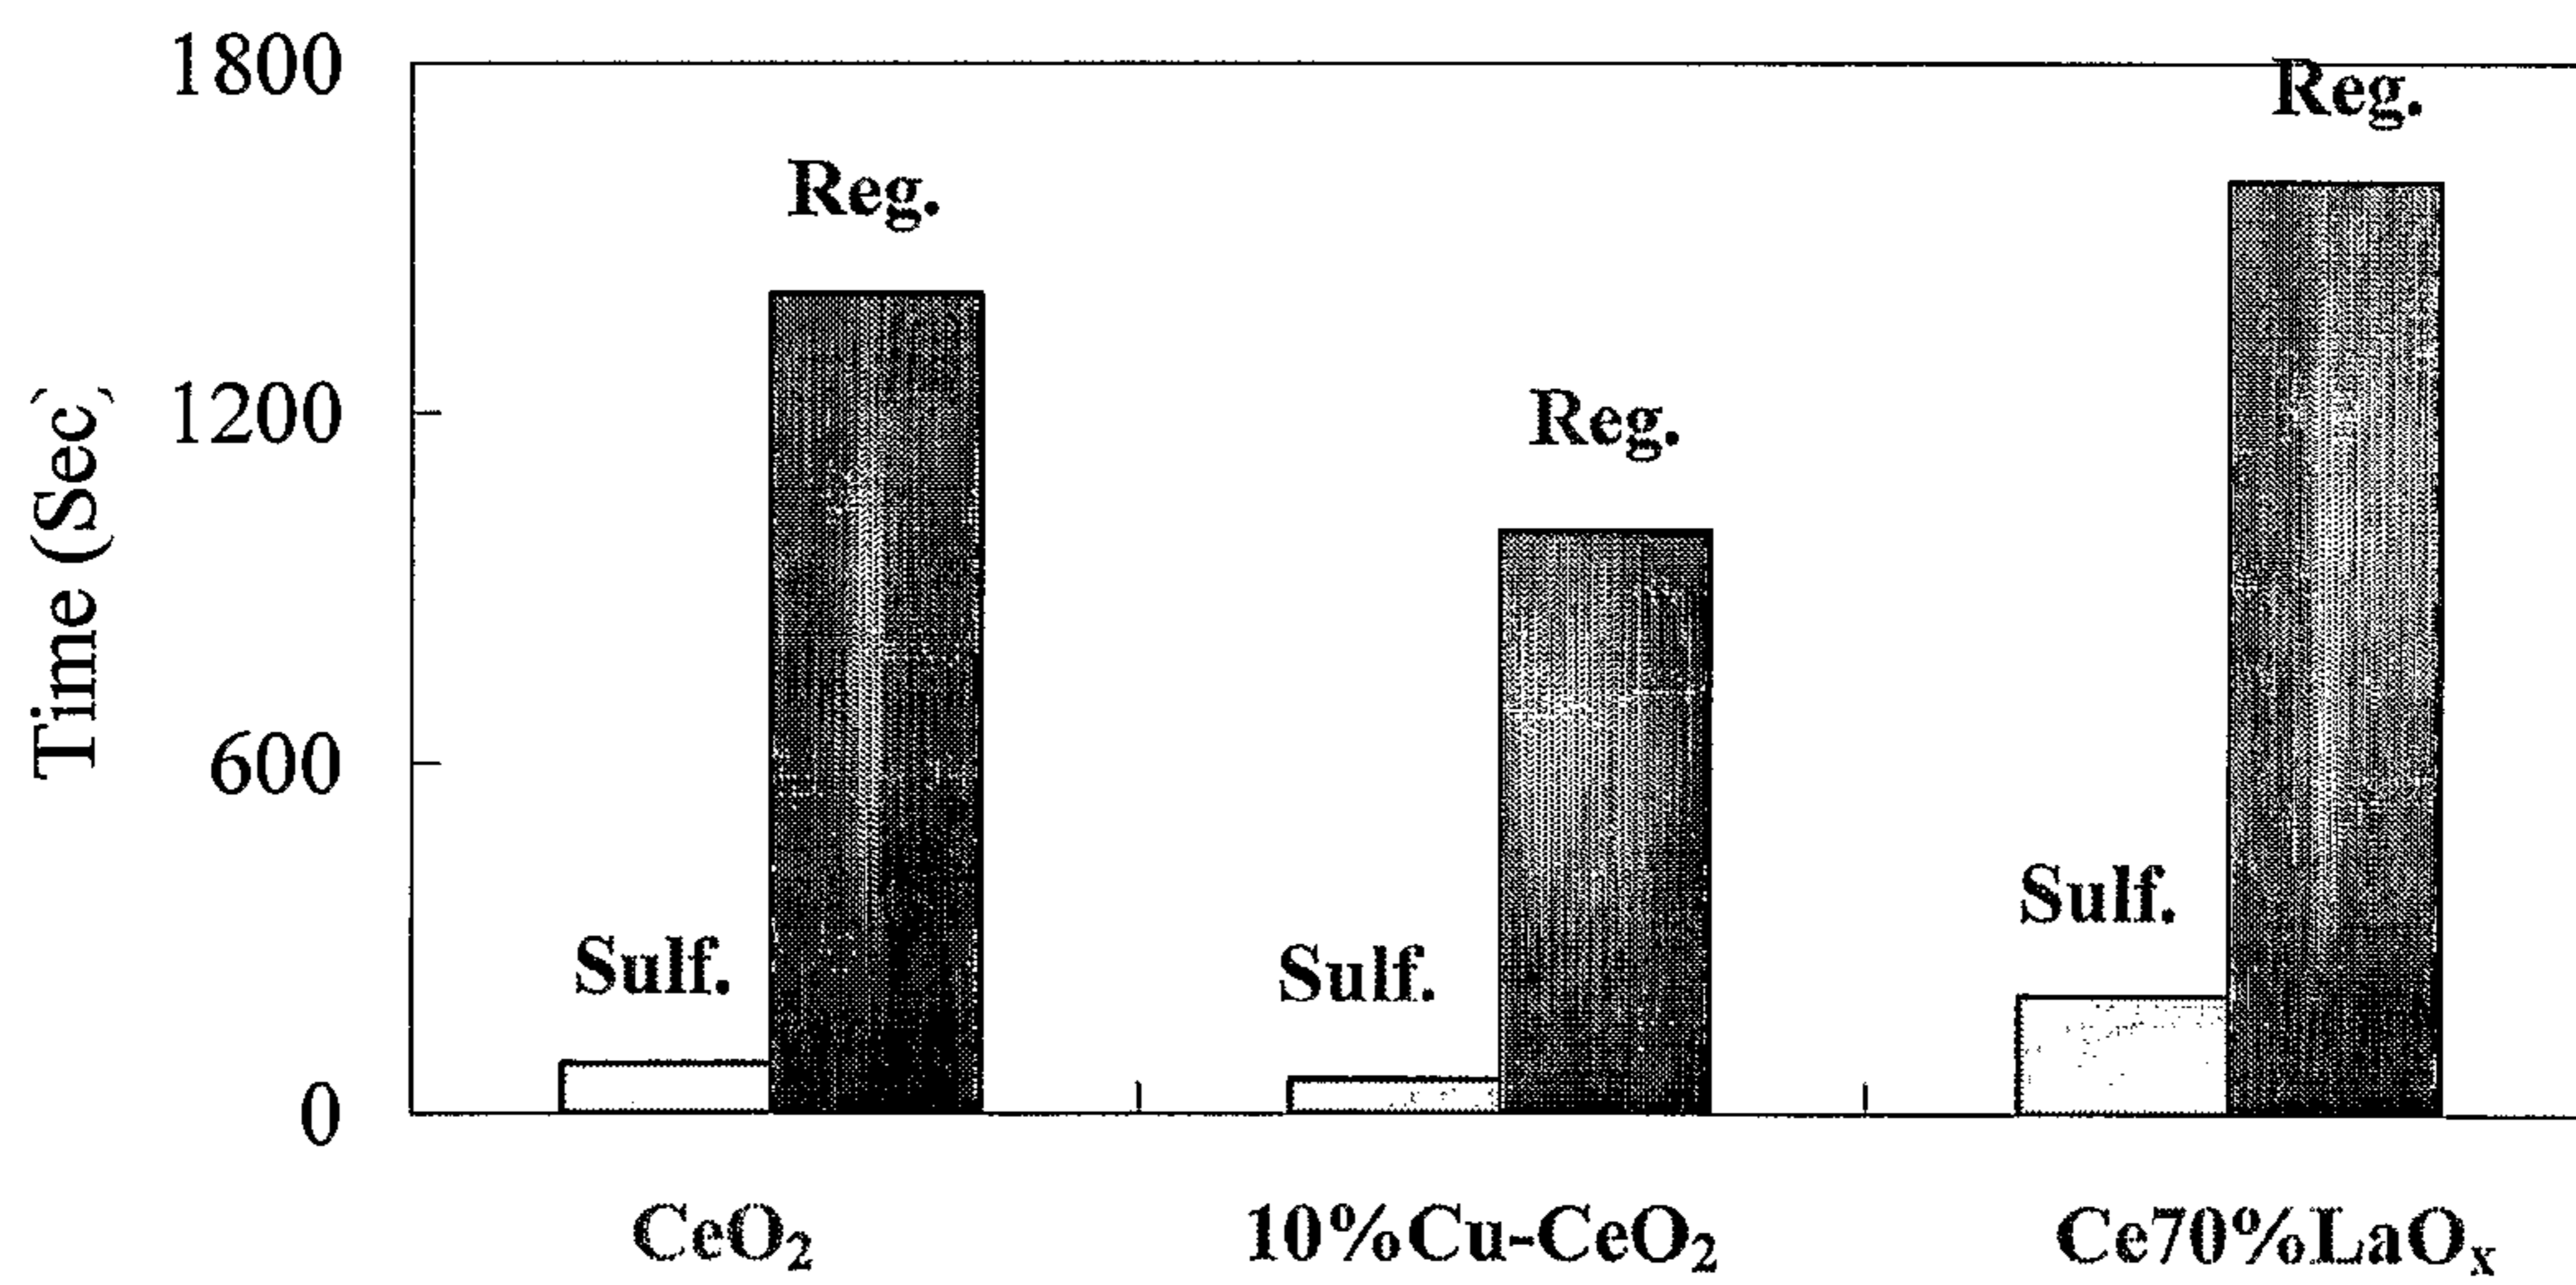 1800
Reg.
Reg.
1200
Reg.
Time (Sec)
600
Sulf.
Sulf.
Sulf.
0
CeO₂
10%Cu-CeO₂
Ce70%LaOₓ